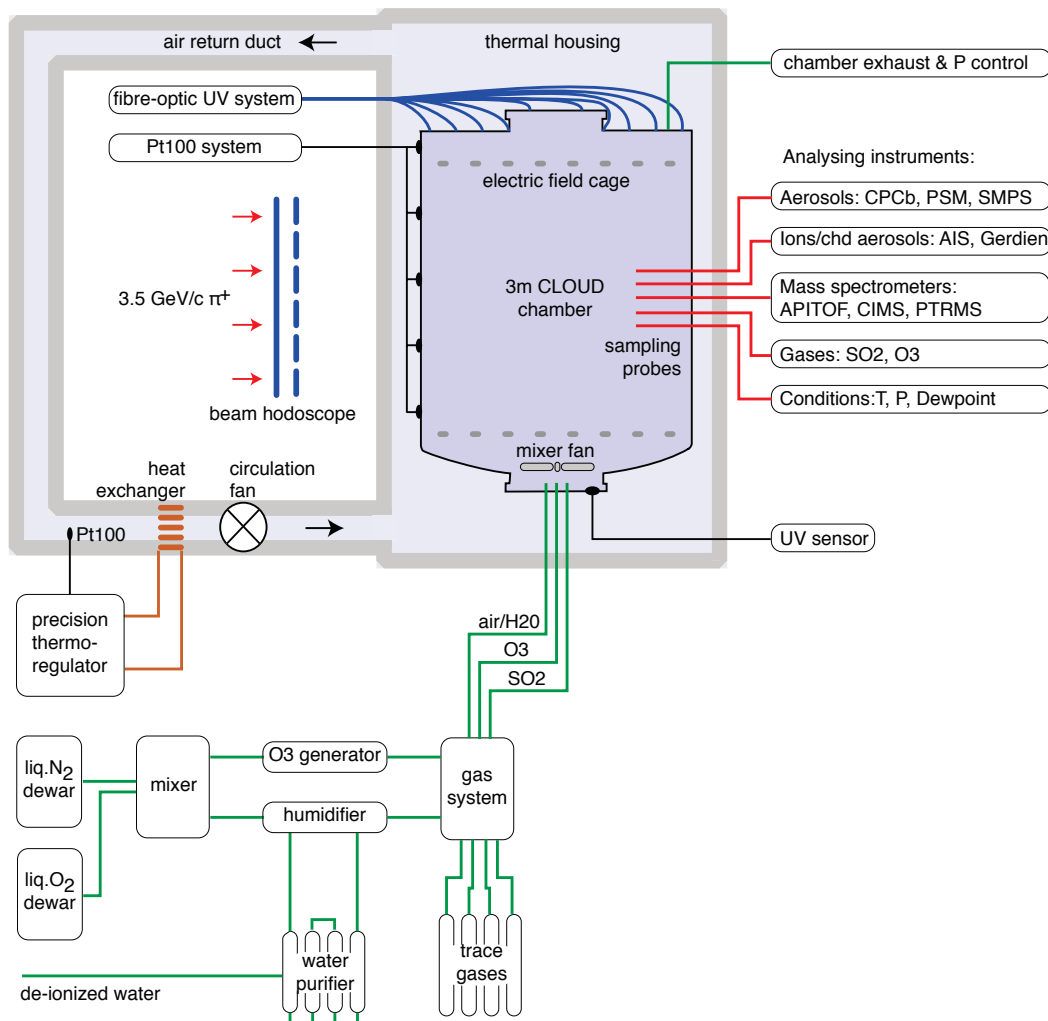 air return duct
thermal housing
chamber exhaust & P control
fibre-optic UV system
Pt100 system
electric field cage
Analysing instruments:
Aerosols: CPCb, PSM, SMPS
Ions/chd aerosols: AIS, Gerdien
Mass spectrometers:
APITOF, CIMS, PTRMS
Gases: SO2, O3
Conditions:T, P, Dewpoint
3.5 GeV/c π+
3m CLOUD
chamber
sampling
probes
beam hodoscope
mixer fan
heat
exchanger
circulation
fan
Pt100
UV sensor
precision
thermo-
regulator
air/H20
O3
SO2
liq.N2
dewar
mixer
O3 generator
humidifier
gas
system
liq.O2
dewar
water
purifier
trace
gases
de-ionized water